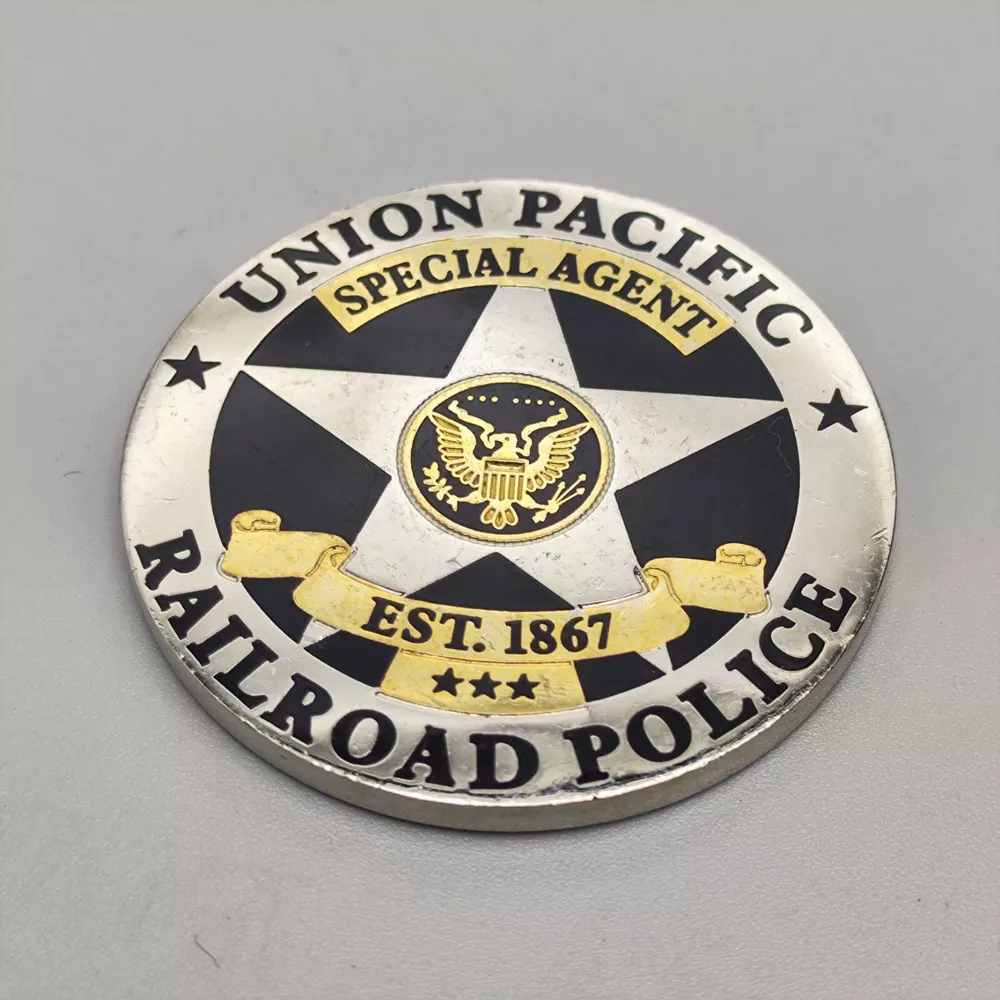 UNION PACIFIC
SPECIAL AGENT
EST. 1867
RAILROAD POLICE